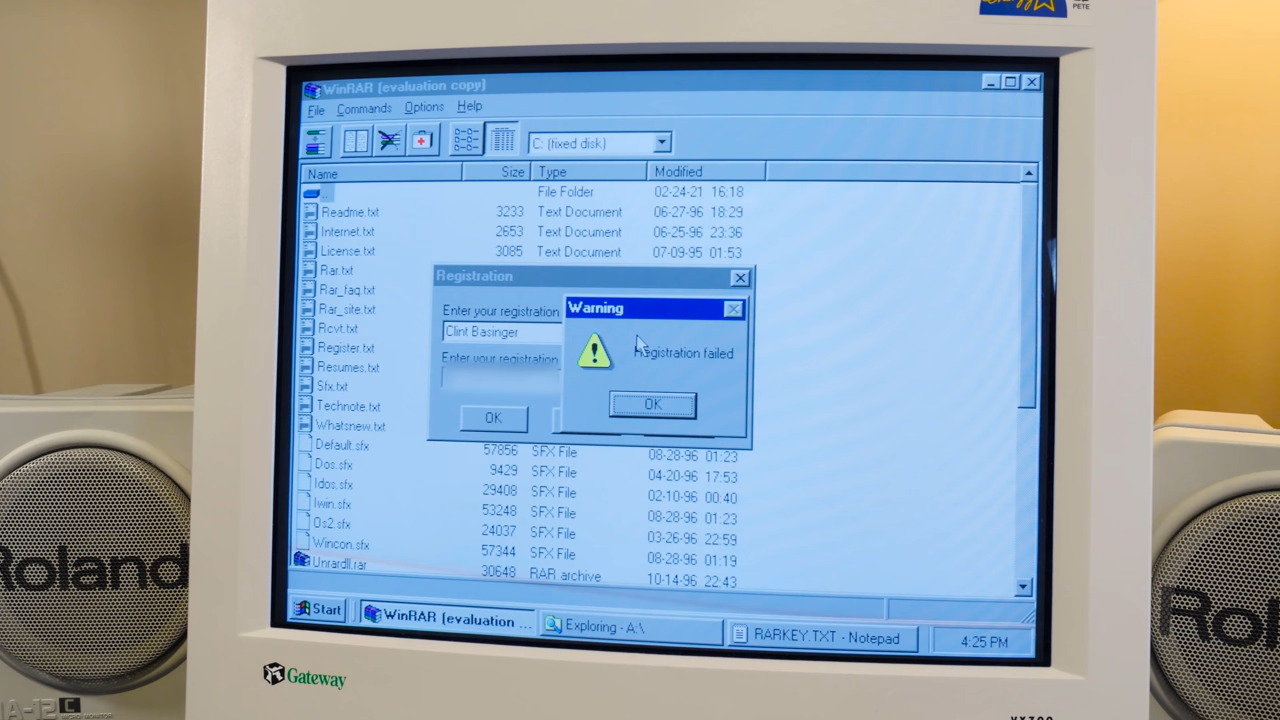 PETE
WinRAR (evaluation copy)
File Commands Options Help
C: (fixed disk)
Name Size Type Modified
.. File Folder 02-24-21 16:18
Readme.txt 3233 Text Document 06-27-96 18:29
Internet.txt 2653 Text Document 06-25-96 23:36
License.txt 3085 Text Document 07-09-95 01:53
Rar.txt
Rar_faq.txt
Rar_site.txt
Rcvt.txt
Register.txt
Resumes.txt
Sfx.txt
Technote.txt
Whatsnew.txt
Registration
Enter your registration
Clint Basinger
Enter your registration
OK
Warning
Registration failed
OK
Default.sfx 57856 SFX File 08-28-96 01:23
Dos.sfx 9429 SFX File 04-20-96 17:53
Idos.sfx 29408 SFX File 02-10-96 00:40
Iwin.sfx 53248 SFX File 08-28-96 01:23
Os2.sfx 24037 SFX File 03-26-96 22:59
Wincon.sfx 57344 SFX File 08-28-96 01:19
Unrardll.rar 30648 RAR archive 10-14-96 22:43
Start WinRAR (evaluation ... Exploring - A:\ RARKEY.TXT - Notepad 4:25 PM
Roland
Rol
Gateway
MA-12C